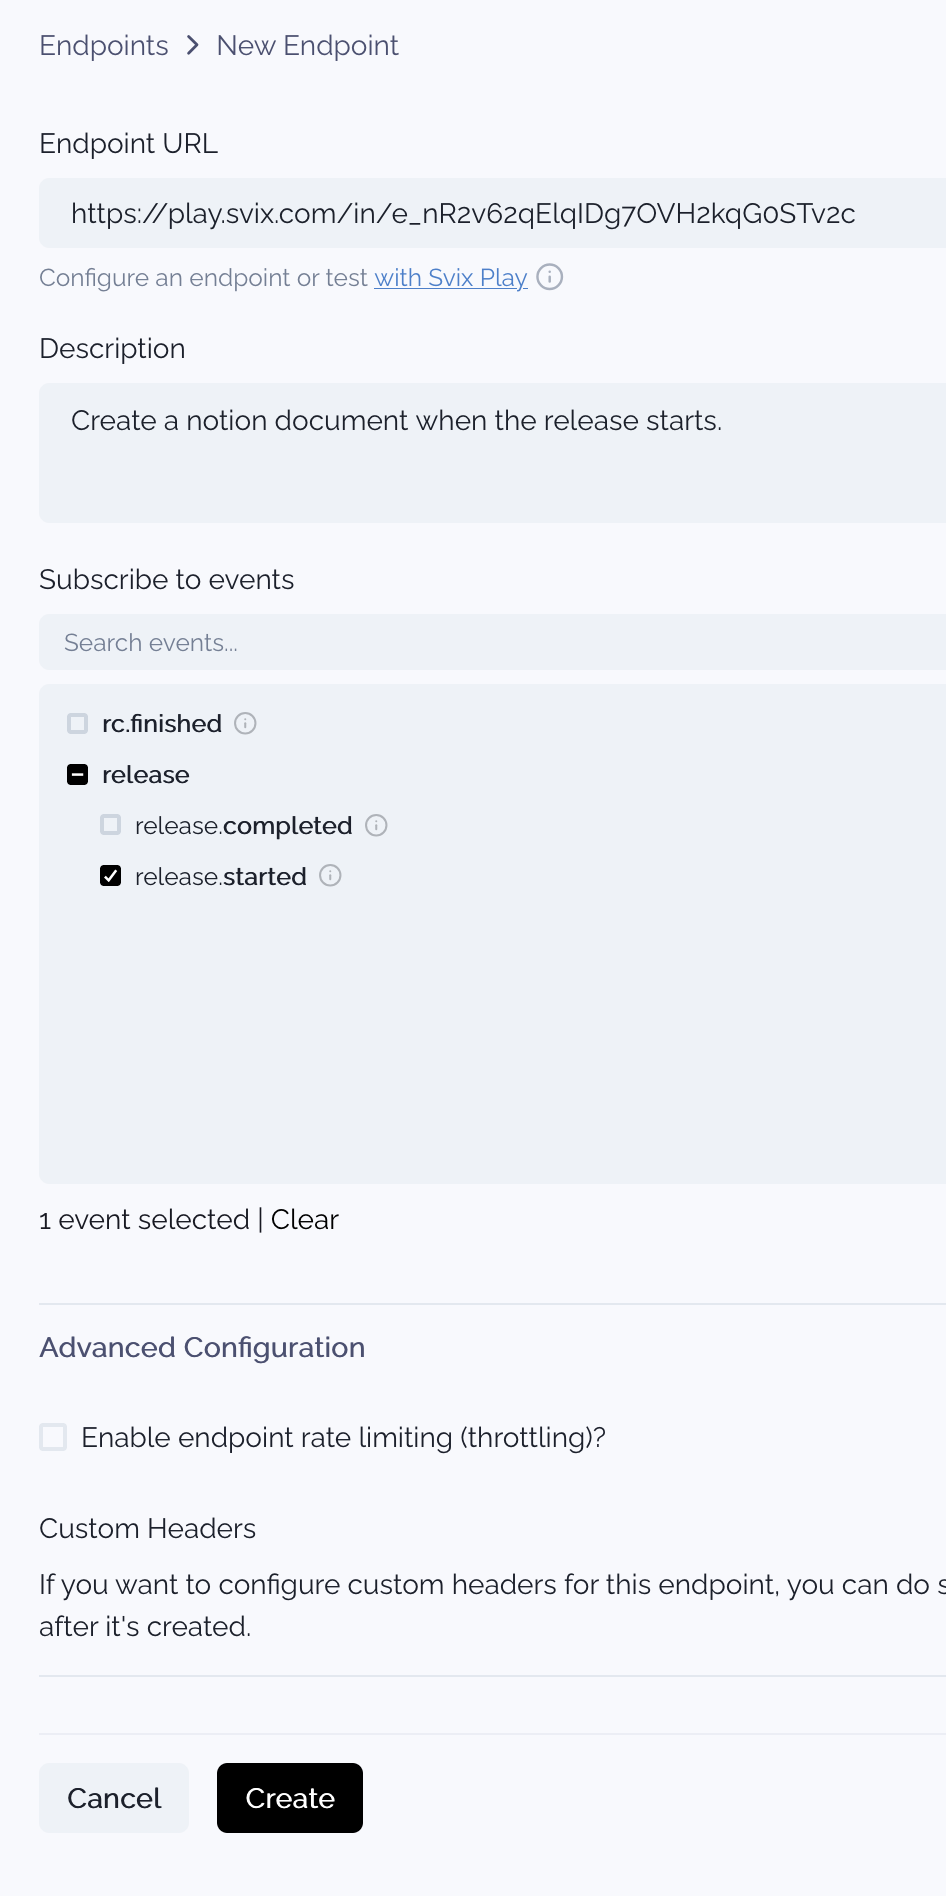 Endpoints > New Endpoint
Endpoint URL
https://play.svix.com/in/e_nR2v62qElqIDg7OVH2kqG0STv2c
Configure an endpoint or test with Svix Play
Description
Create a notion document when the release starts.
Subscribe to events
Search events...
rc.finished
release
release.completed
release.started
1 event selected | Clear
Advanced Configuration
Enable endpoint rate limiting (throttling)?
Custom Headers
If you want to configure custom headers for this endpoint, you can do
after it's created.
Cancel Create